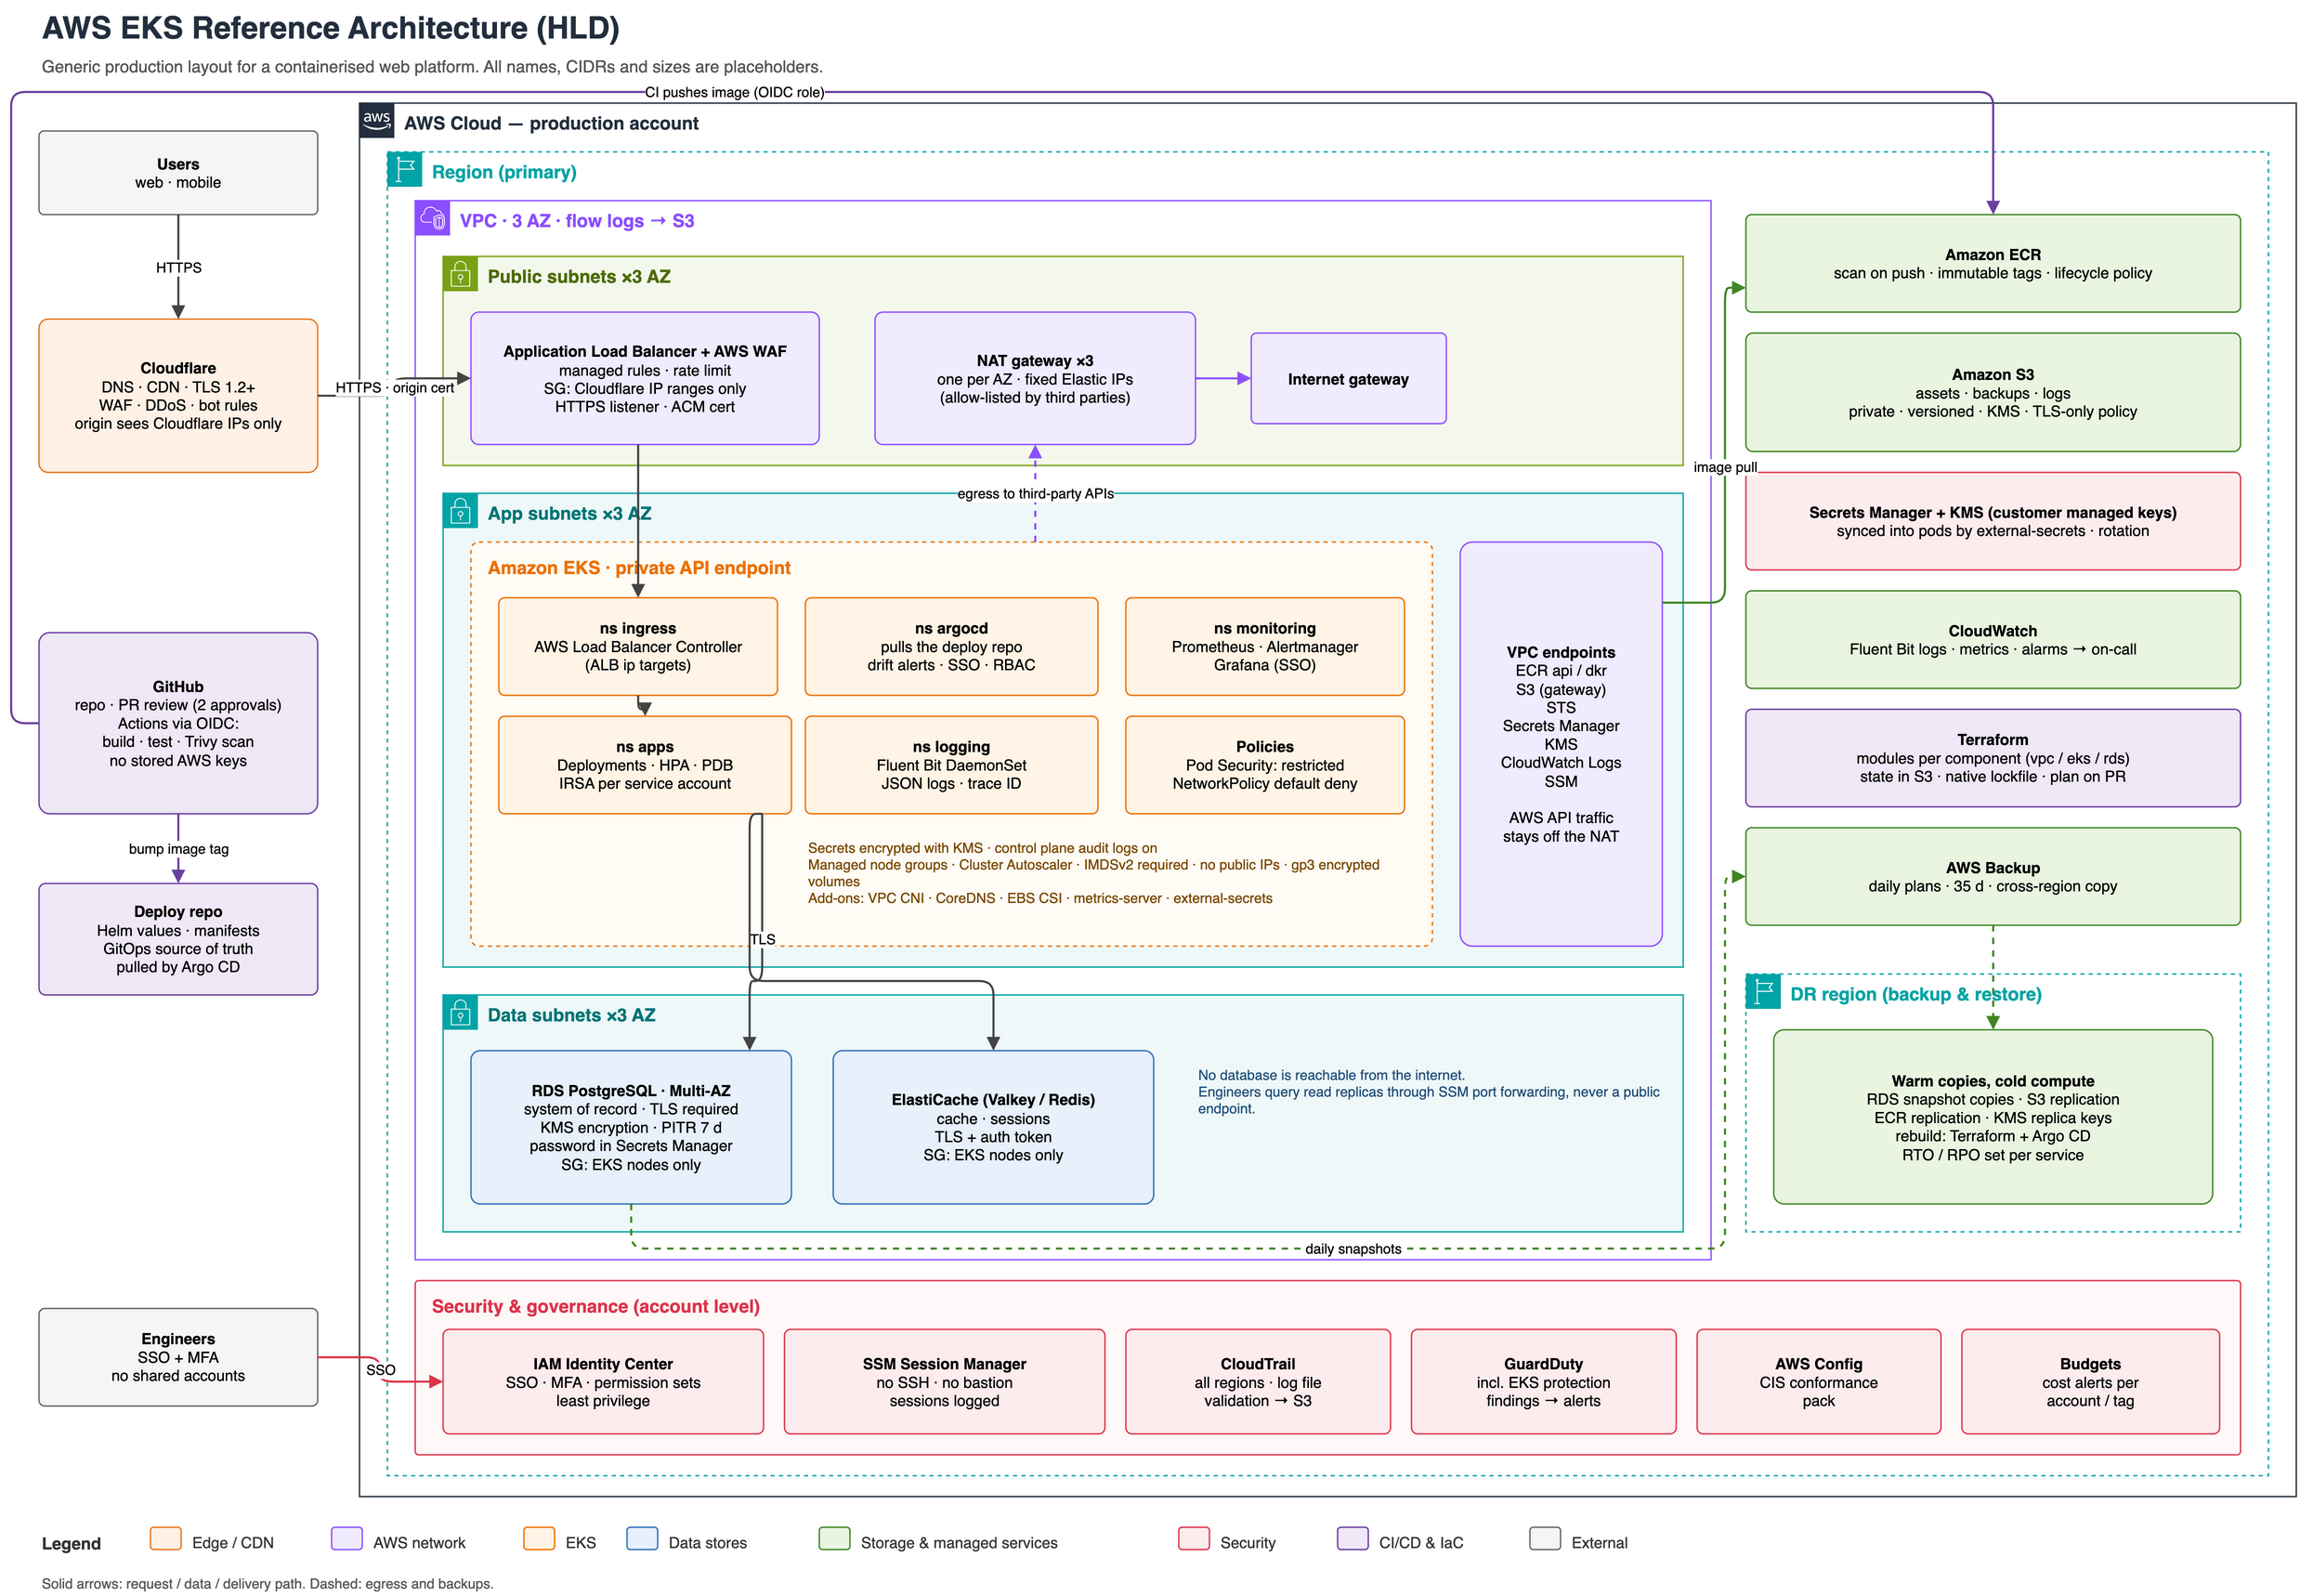 AWS EKS Reference Architecture (HLD)
Generic production layout for a containerised web platform. All names, CIDRs and sizes are placeholders.
CI pushes image (OIDC role)
aws
AWS Cloud — production account
Users
web · mobile
HTTPS
Cloudflare
DNS · CDN · TLS 1.2+
WAF · DDoS · bot rules
origin sees Cloudflare IPs only
HTTPS · origin cert
GitHub
repo · PR review (2 approvals)
Actions via OIDC:
build · test · Trivy scan
no stored AWS keys
bump image tag
Deploy repo
Helm values · manifests
GitOps source of truth
pulled by Argo CD
Engineers
SSO + MFA
no shared accounts
SSO
Region (primary)
VPC · 3 AZ · flow logs → S3
Public subnets ×3 AZ
Application Load Balancer + AWS WAF
managed rules · rate limit
SG: Cloudflare IP ranges only
HTTPS listener · ACM cert
NAT gateway ×3
one per AZ · fixed Elastic IPs
(allow-listed by third parties)
Internet gateway
egress to third-party APIs
App subnets ×3 AZ
Amazon EKS · private API endpoint
ns ingress
AWS Load Balancer Controller
(ALB ip targets)
ns argocd
pulls the deploy repo
drift alerts · SSO · RBAC
ns monitoring
Prometheus · Alertmanager
Grafana (SSO)
ns apps
Deployments · HPA · PDB
IRSA per service account
ns logging
Fluent Bit DaemonSet
JSON logs · trace ID
Policies
Pod Security: restricted
NetworkPolicy default deny
Secrets encrypted with KMS · control plane audit logs on
Managed node groups · Cluster Autoscaler · IMDSv2 required · no public IPs · gp3 encrypted
volumes
Add-ons: VPC CNI · CoreDNS · EBS CSI · metrics-server · external-secrets
TLS
VPC endpoints
ECR api / dkr
S3 (gateway)
STS
Secrets Manager
KMS
CloudWatch Logs
SSM
AWS API traffic
stays off the NAT
image pull
Data subnets ×3 AZ
RDS PostgreSQL · Multi-AZ
system of record · TLS required
KMS encryption · PITR 7 d
password in Secrets Manager
SG: EKS nodes only
ElastiCache (Valkey / Redis)
cache · sessions
TLS + auth token
SG: EKS nodes only
No database is reachable from the internet.
Engineers query read replicas through SSM port forwarding, never a public
endpoint.
daily snapshots
Amazon ECR
scan on push · immutable tags · lifecycle policy
Amazon S3
assets · backups · logs
private · versioned · KMS · TLS-only policy
Secrets Manager + KMS (customer managed keys)
synced into pods by external-secrets · rotation
CloudWatch
Fluent Bit logs · metrics · alarms → on-call
Terraform
modules per component (vpc / eks / rds)
state in S3 · native lockfile · plan on PR
AWS Backup
daily plans · 35 d · cross-region copy
DR region (backup & restore)
Warm copies, cold compute
RDS snapshot copies · S3 replication
ECR replication · KMS replica keys
rebuild: Terraform + Argo CD
RTO / RPO set per service
Security & governance (account level)
IAM Identity Center
SSO · MFA · permission sets
least privilege
SSM Session Manager
no SSH · no bastion
sessions logged
CloudTrail
all regions · log file
validation → S3
GuardDuty
incl. EKS protection
findings → alerts
AWS Config
CIS conformance
pack
Budgets
cost alerts per
account / tag
Legend
Edge / CDN
AWS network
EKS
Data stores
Storage & managed services
Security
CI/CD & IaC
External
Solid arrows: request / data / delivery path. Dashed: egress and backups.